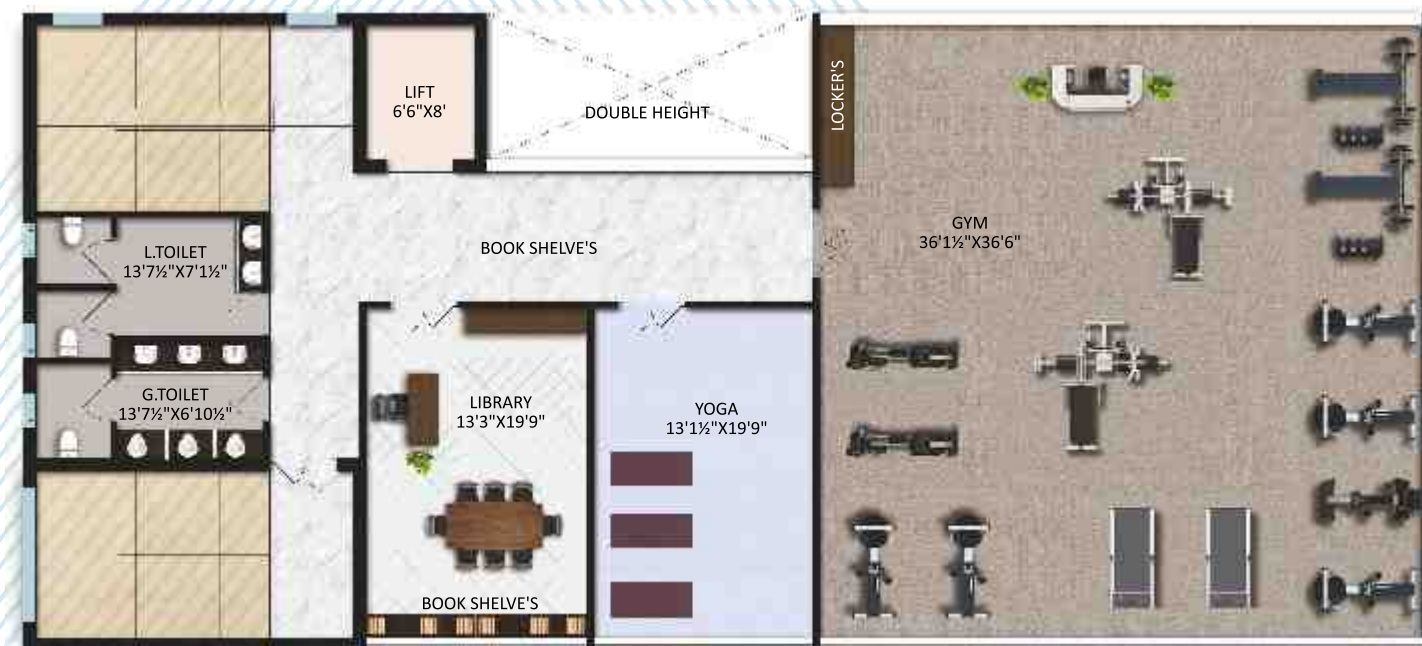 LIFT
6'6"X8'
DOUBLE HEIGHT
LOCKER'S
GYM
36'1½"X36'6"
BOOK SHELVE'S
L.TOILET
13'7½"X7'1½"
G.TOILET
13'7½"X6'10½"
LIBRARY
13'3"X19'9"
YOGA
13'1½"X19'9"
BOOK SHELVE'S